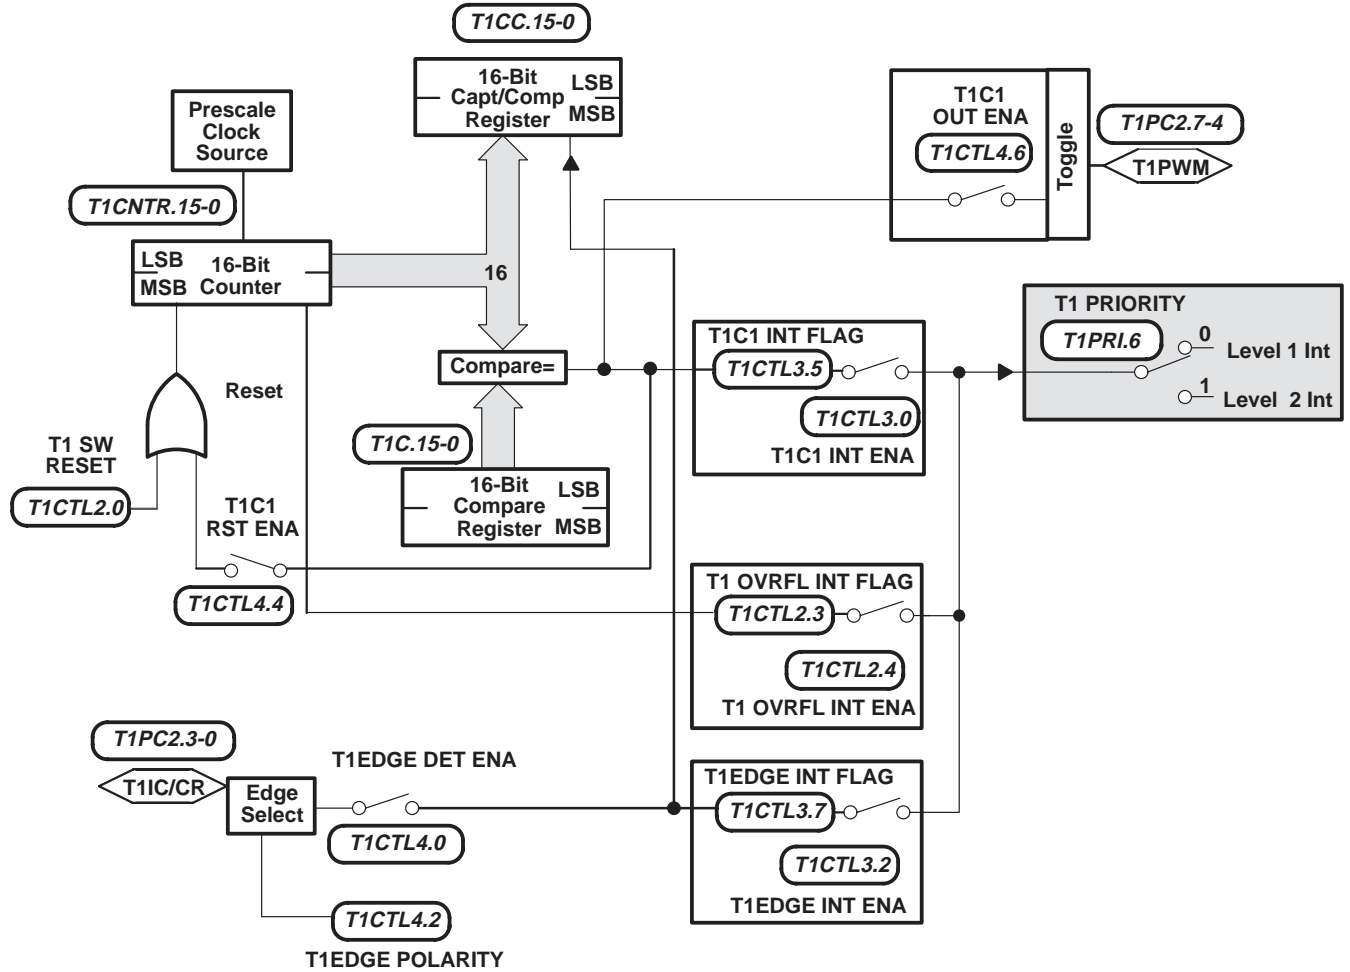 T1CC.15-0
16-Bit
Capt/Comp
Register
LSB
MSB
Prescale
Clock
Source
T1CNTR.15-0
LSB
MSB
16-Bit
Counter
16
T1C1
OUT ENA
T1CTL4.6
Toggle
T1PC2.7-4
T1PWM
Compare=
T1C.15-0
16-Bit
Compare
Register
LSB
MSB
Reset
T1 SW
RESET
T1CTL2.0
T1C1
RST ENA
T1CTL4.4
T1C1 INT FLAG
T1CTL3.5
T1CTL3.0
T1C1 INT ENA
T1 PRIORITY
T1PRI.6
0
Level 1 Int
1
Level 2 Int
T1 OVRFL INT FLAG
T1CTL2.3
T1CTL2.4
T1 OVRFL INT ENA
T1PC2.3-0
T1IC/CR
Edge
Select
T1EDGE DET ENA
T1CTL4.0
T1CTL4.2
T1EDGE POLARITY
T1EDGE INT FLAG
T1CTL3.7
T1CTL3.2
T1EDGE INT ENA